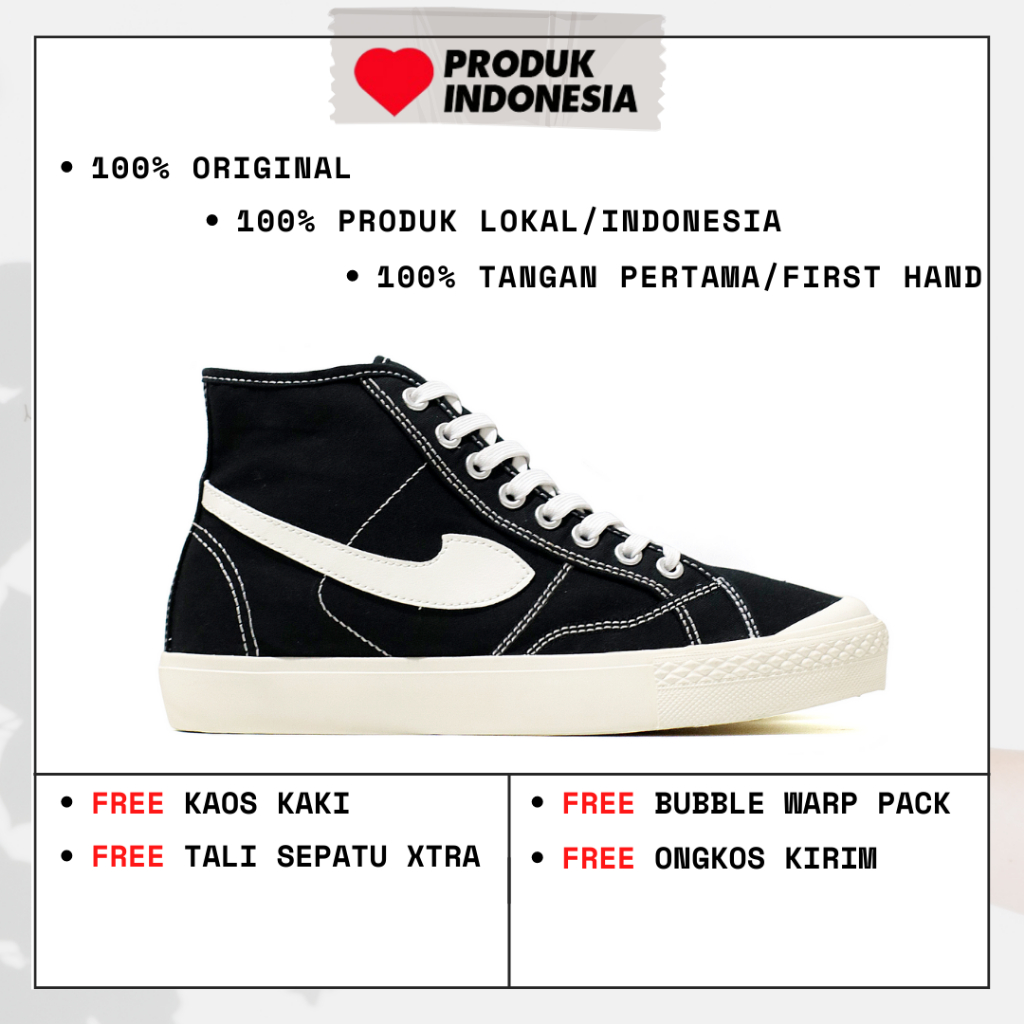 PRODUK
INDONESIA
• 100% ORIGINAL
• 100% PRODUK LOKAL/INDONESIA
• 100% TANGAN PERTAMA/FIRST HAND
• FREE KAOS KAKI
• FREE TALI SEPATU XTRA
• FREE BUBBLE WARP PACK
• FREE ONGKOS KIRIM